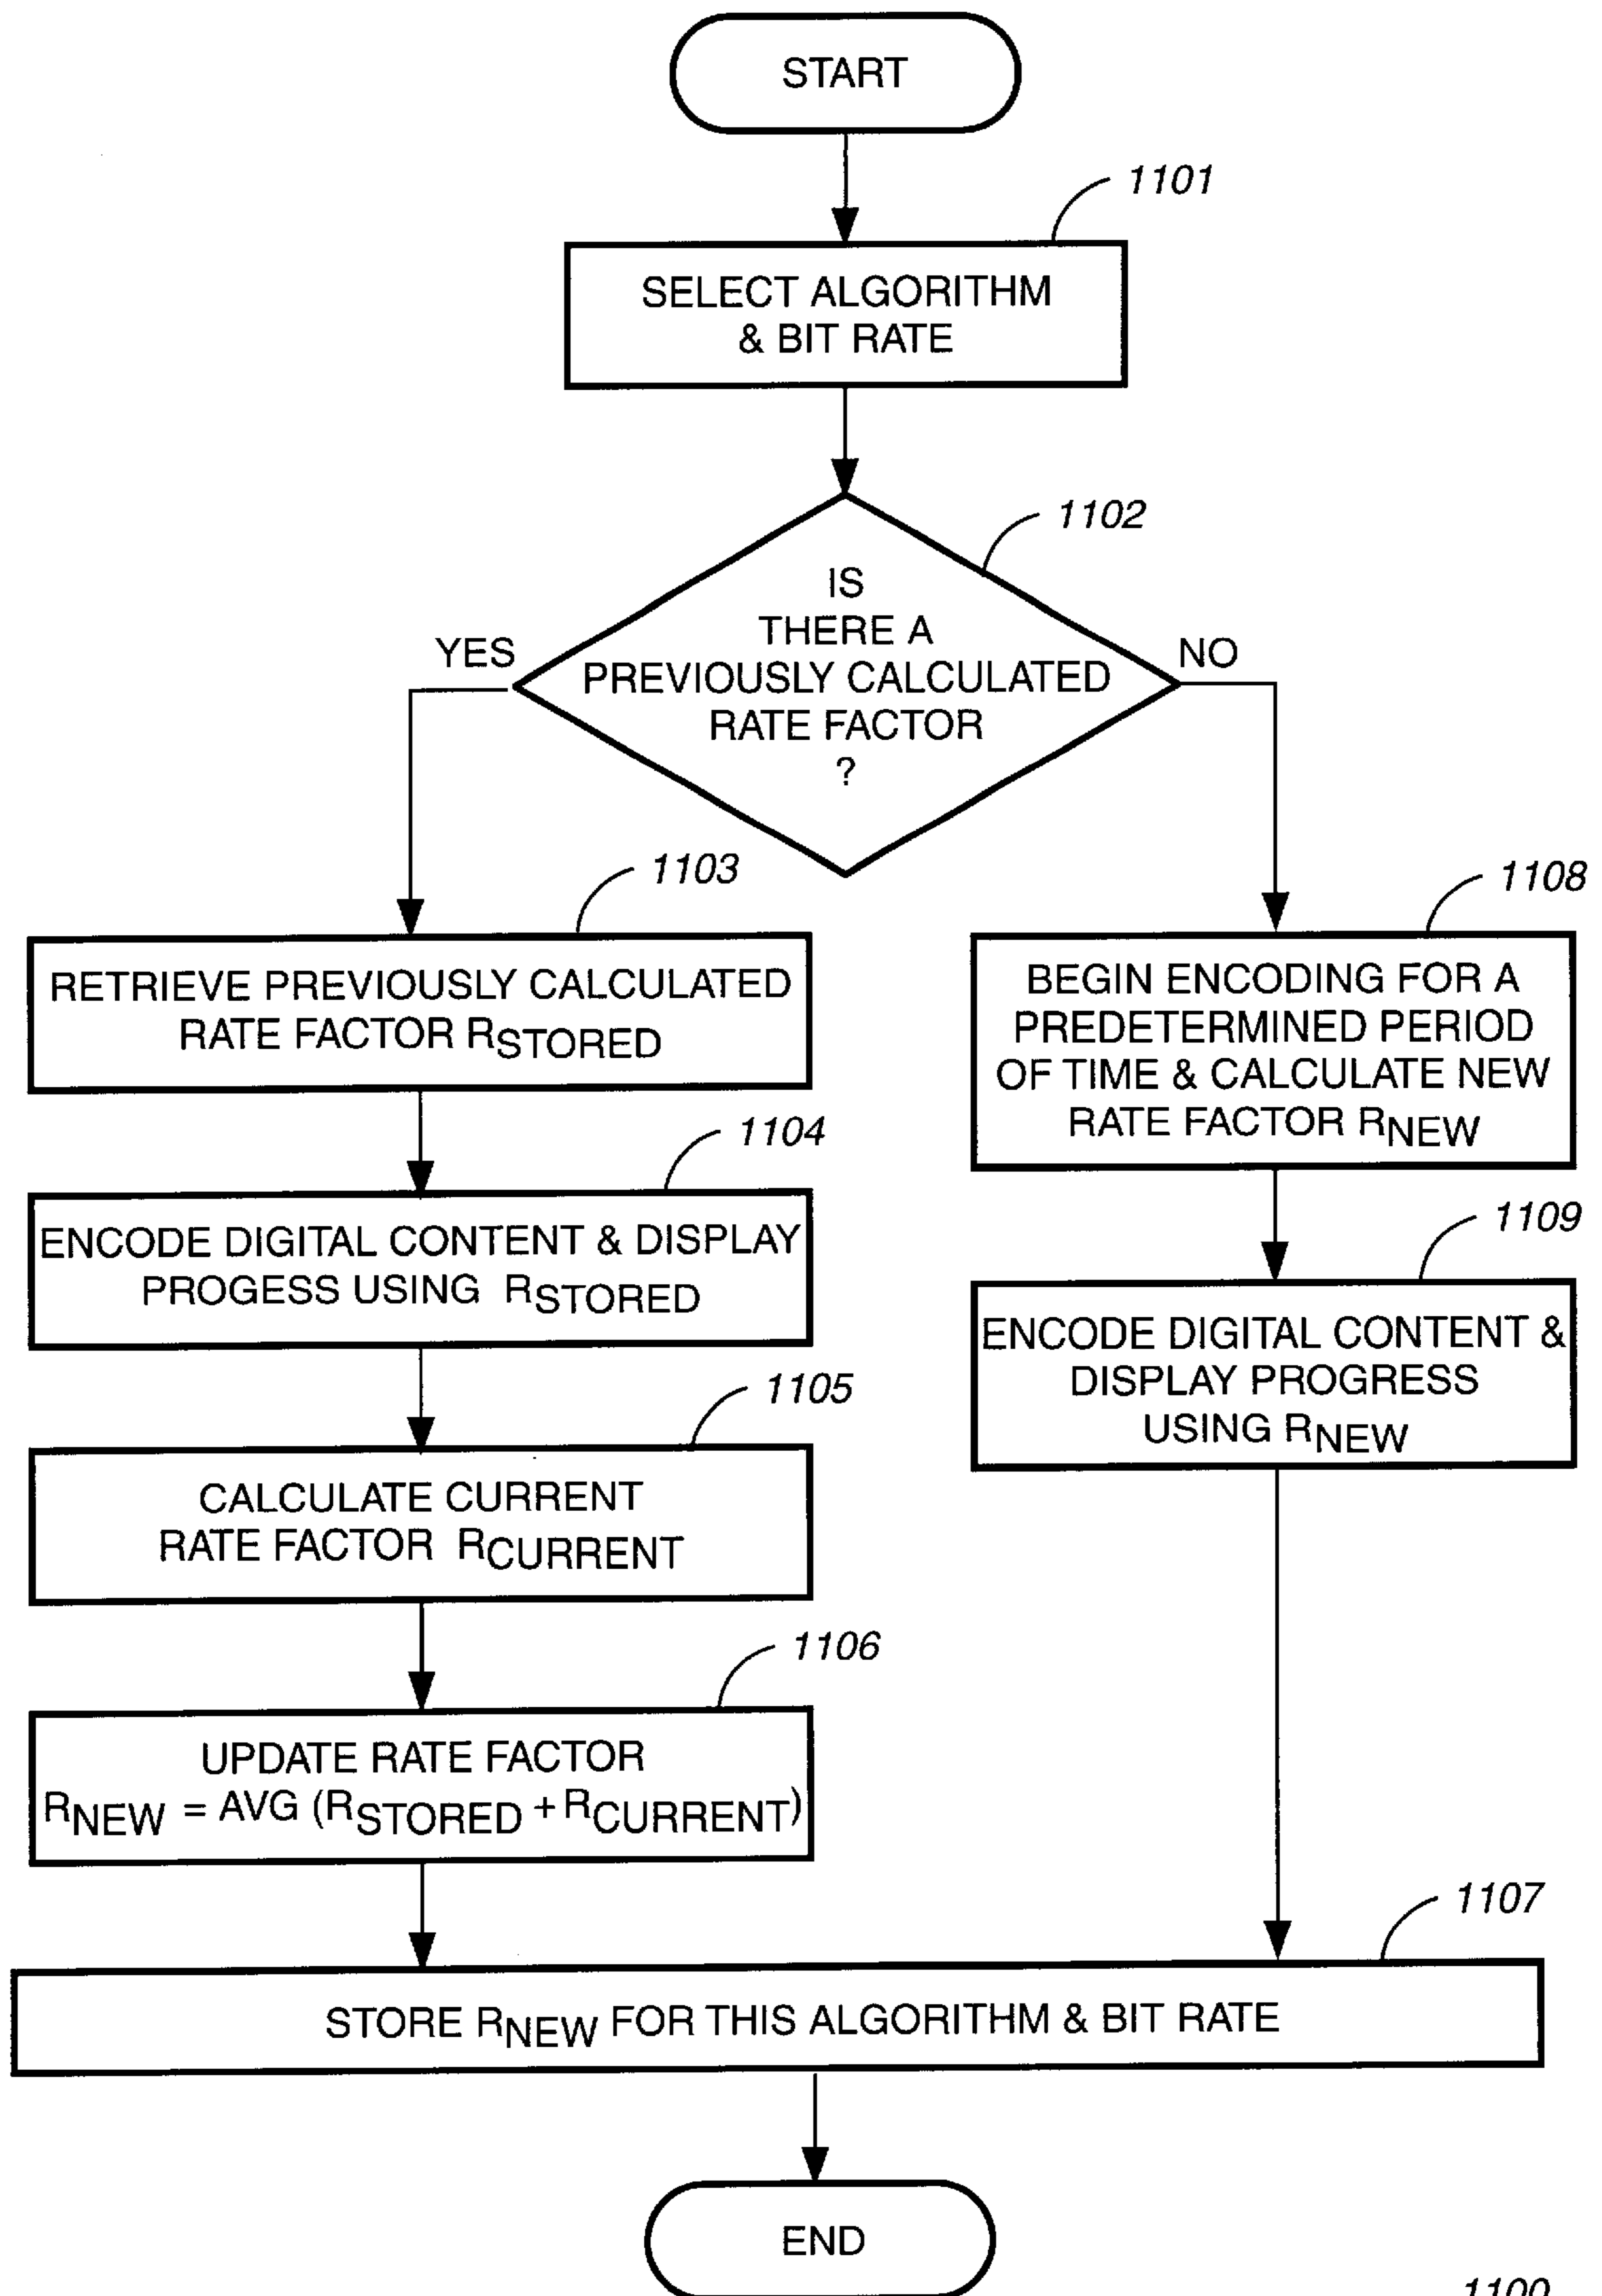 START
1101
SELECT ALGORITHM
& BIT RATE
1102
IS
THERE A
PREVIOUSLY CALCULATED
RATE FACTOR
?
YES
NO
1103
RETRIEVE PREVIOUSLY CALCULATED
RATE FACTOR RSTORED
1104
ENCODE DIGITAL CONTENT & DISPLAY
PROGESS USING RSTORED
1105
CALCULATE CURRENT
RATE FACTOR RCURRENT
1106
UPDATE RATE FACTOR
RNEW = AVG (RSTORED + RCURRENT)
1108
BEGIN ENCODING FOR A
PREDETERMINED PERIOD
OF TIME & CALCULATE NEW
RATE FACTOR RNEW
1109
ENCODE DIGITAL CONTENT &
DISPLAY PROGRESS
USING RNEW
1107
STORE RNEW FOR THIS ALGORITHM & BIT RATE
END
1100